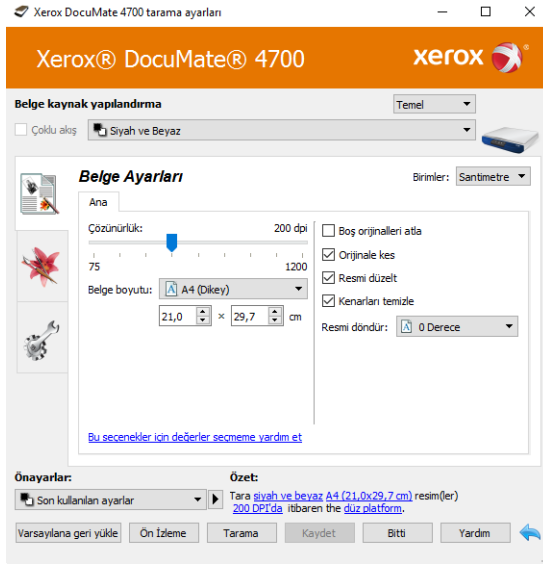 Xerox DocuMate 4700 tarama ayarları
Xerox® DocuMate® 4700
xerox
Belge kaynak yapılandırma
Temel
Çoklu akış
Siyah ve Beyaz
Belge Ayarları
Birimler: Santimetre
Ana
Çözünürlük: 200 dpi
75 1200
Belge boyutu: A4 (Dikey)
21,0 × 29,7 cm
Boş orijinalleri atla
Orijinale kes
Resmi düzelt
Kenarları temizle
Resmi döndür: 0 Derece
Bu secenekler için değerler secmeme yardım et
Önayarlar:
Son kullanılan ayarlar
Özet:
Tara siyah ve beyaz A4 (21,0x29,7 cm) resim(ler)
200 DPI'da itibaren the düz platform.
Varsayılana geri yükle Ön İzleme Tarama Kaydet Bitti Yardım